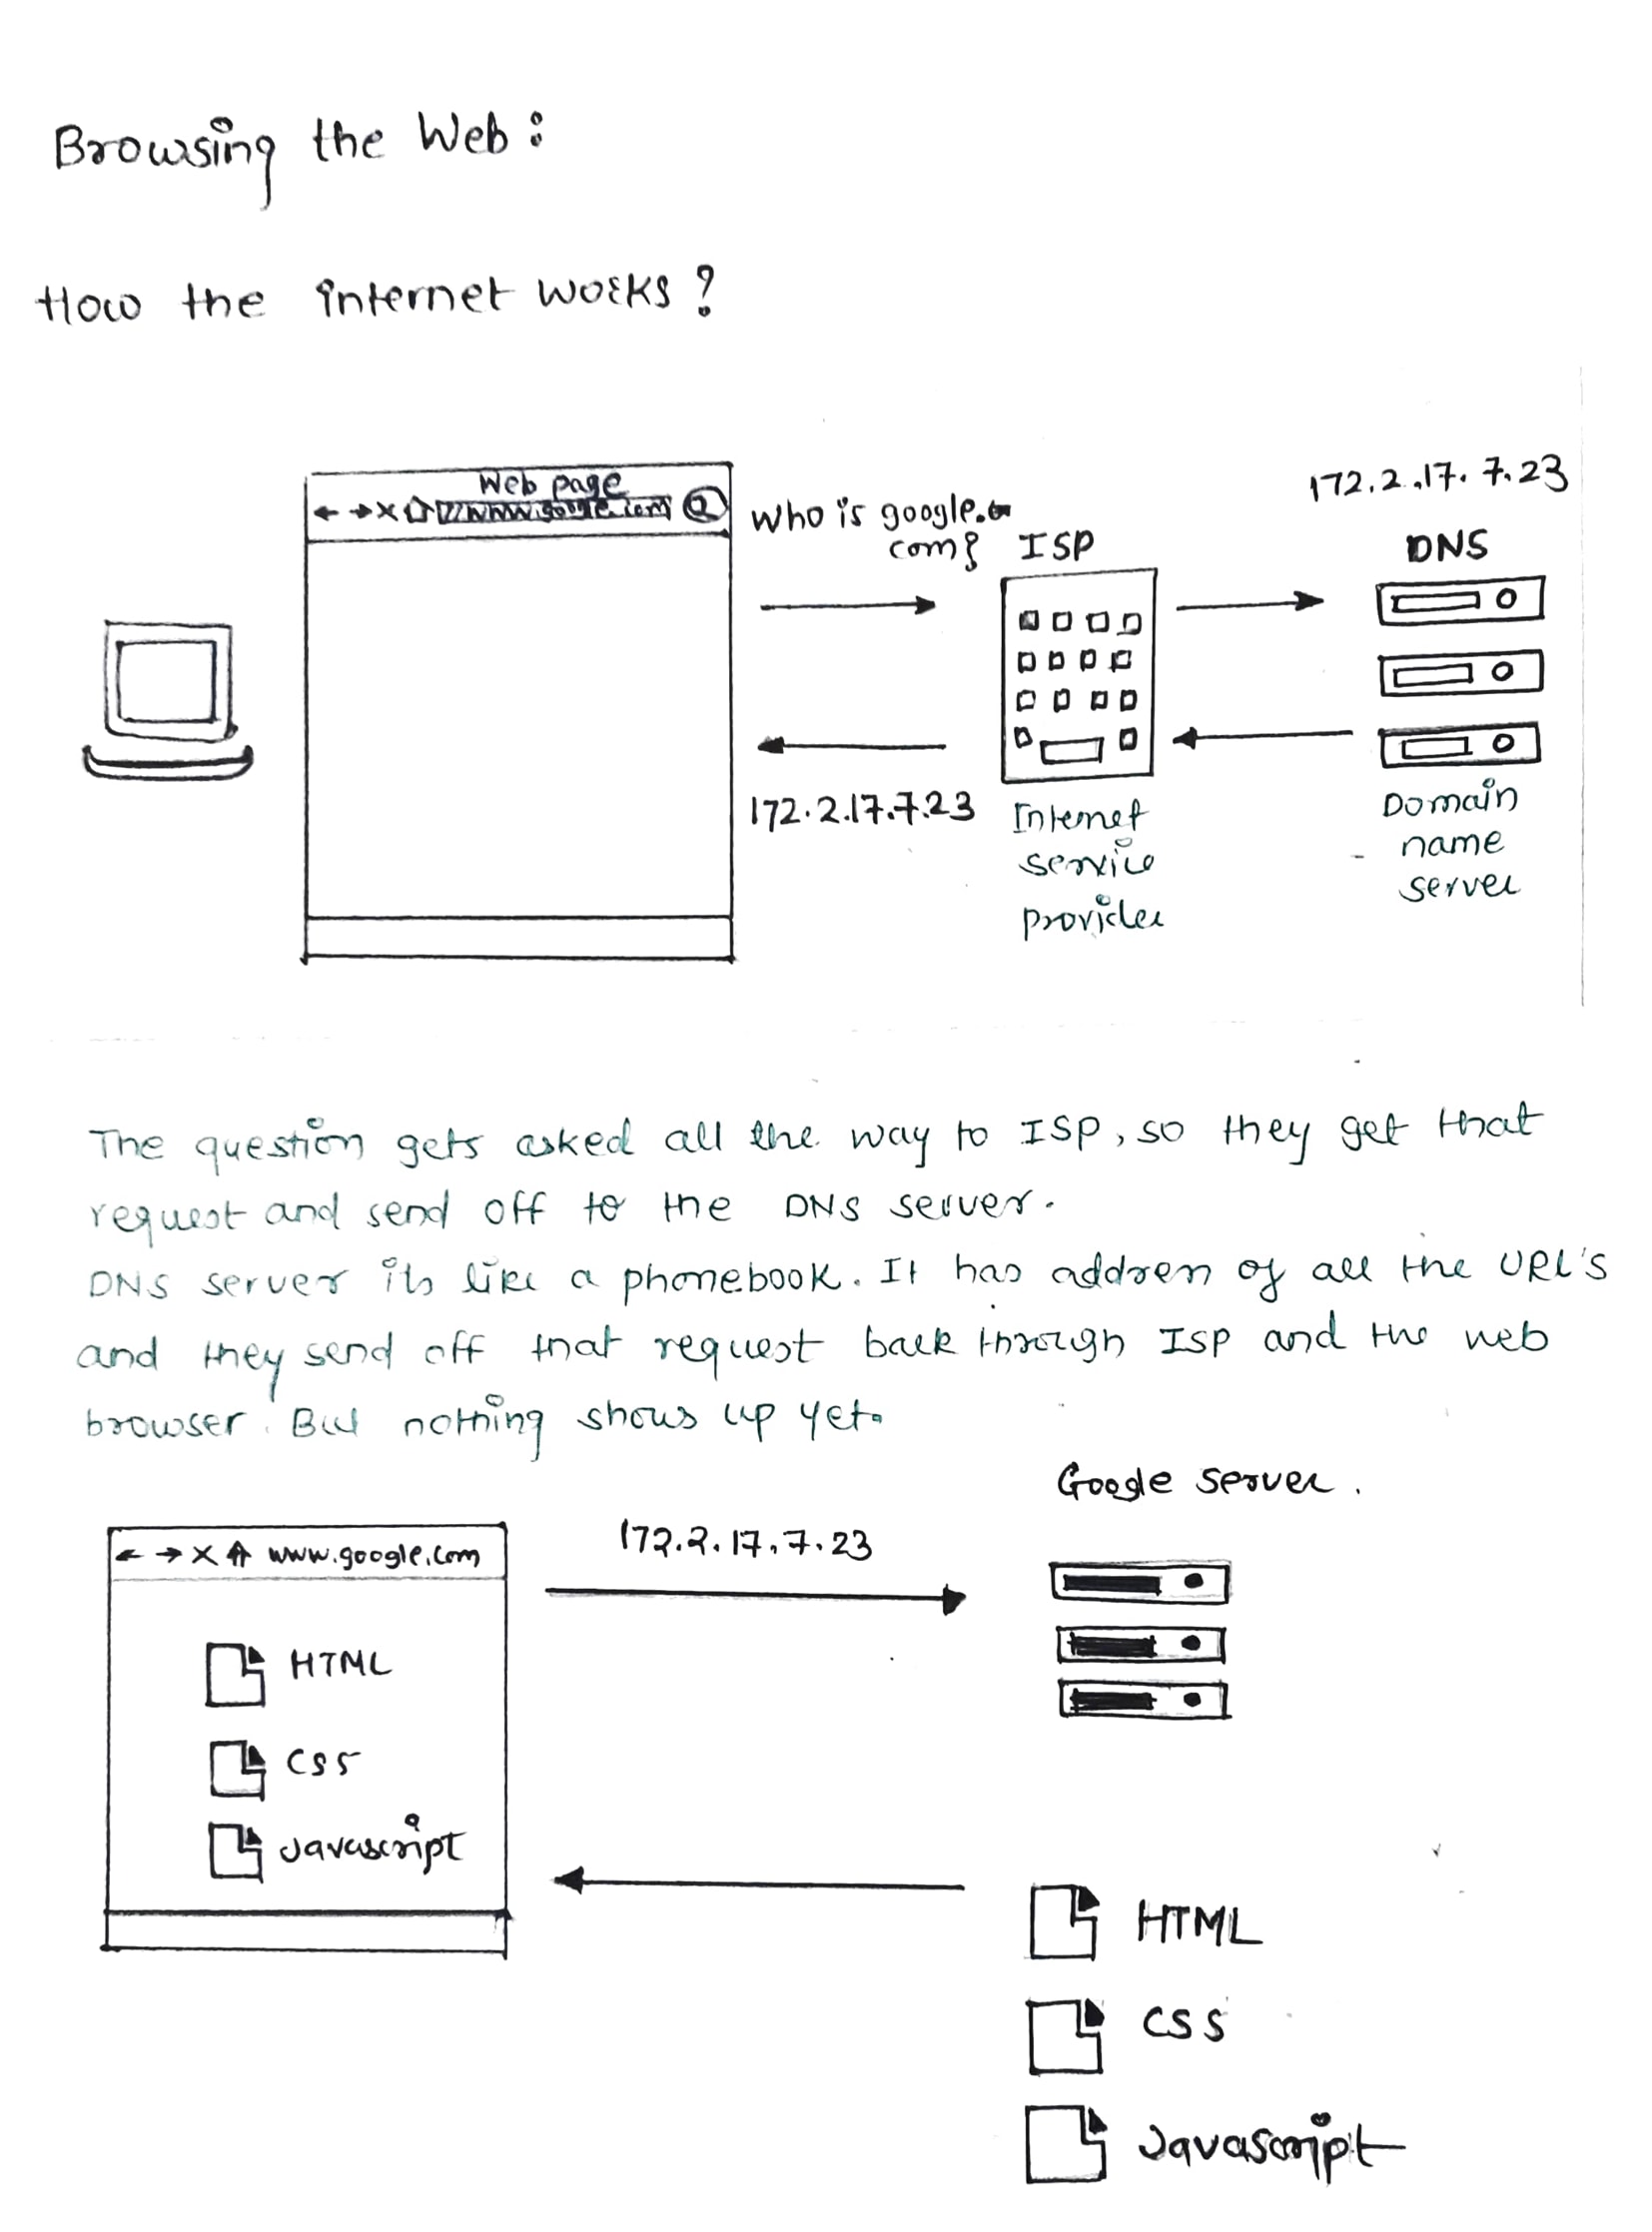 Browsing the Web:
How the internet works?
Web page
www.google.com
Who is google.
com?
ISP
172.2.17.7.23
DNS
172.2.17.7.23
Internet
service
provider
Domain
name
server
The question gets asked all the way to ISP, so they get that
request and send off to the DNS server.
DNS server its like a phonebook. It has address of all the URL's
and they send off that request back through ISP and the web
browser. But nothing shows up yet.
Google server.
www.google.com
172.2.17.7.23
HTML
CSS
Javascript
HTML
CSS
Javascript